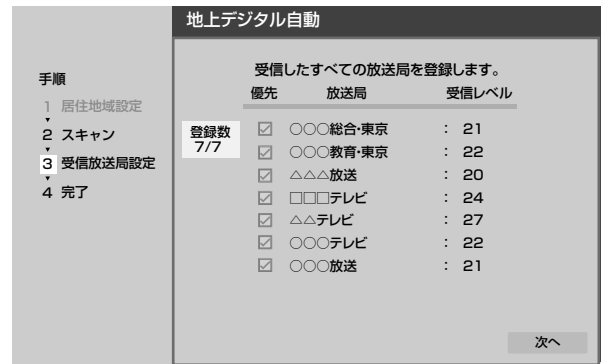 地上デジタル自動
手順
1 居住地域設定
2 スキャン
3 受信放送局設定
4 完了
受信したすべての放送局を登録します。
優先 放送局 受信レベル
登録数
7/7
○○○総合・東京 : 21
○○○教育・東京 : 22
△△△放送 : 20
□□□テレビ : 24
△△テレビ : 27
○○○テレビ : 22
○○○放送 : 21
次へ